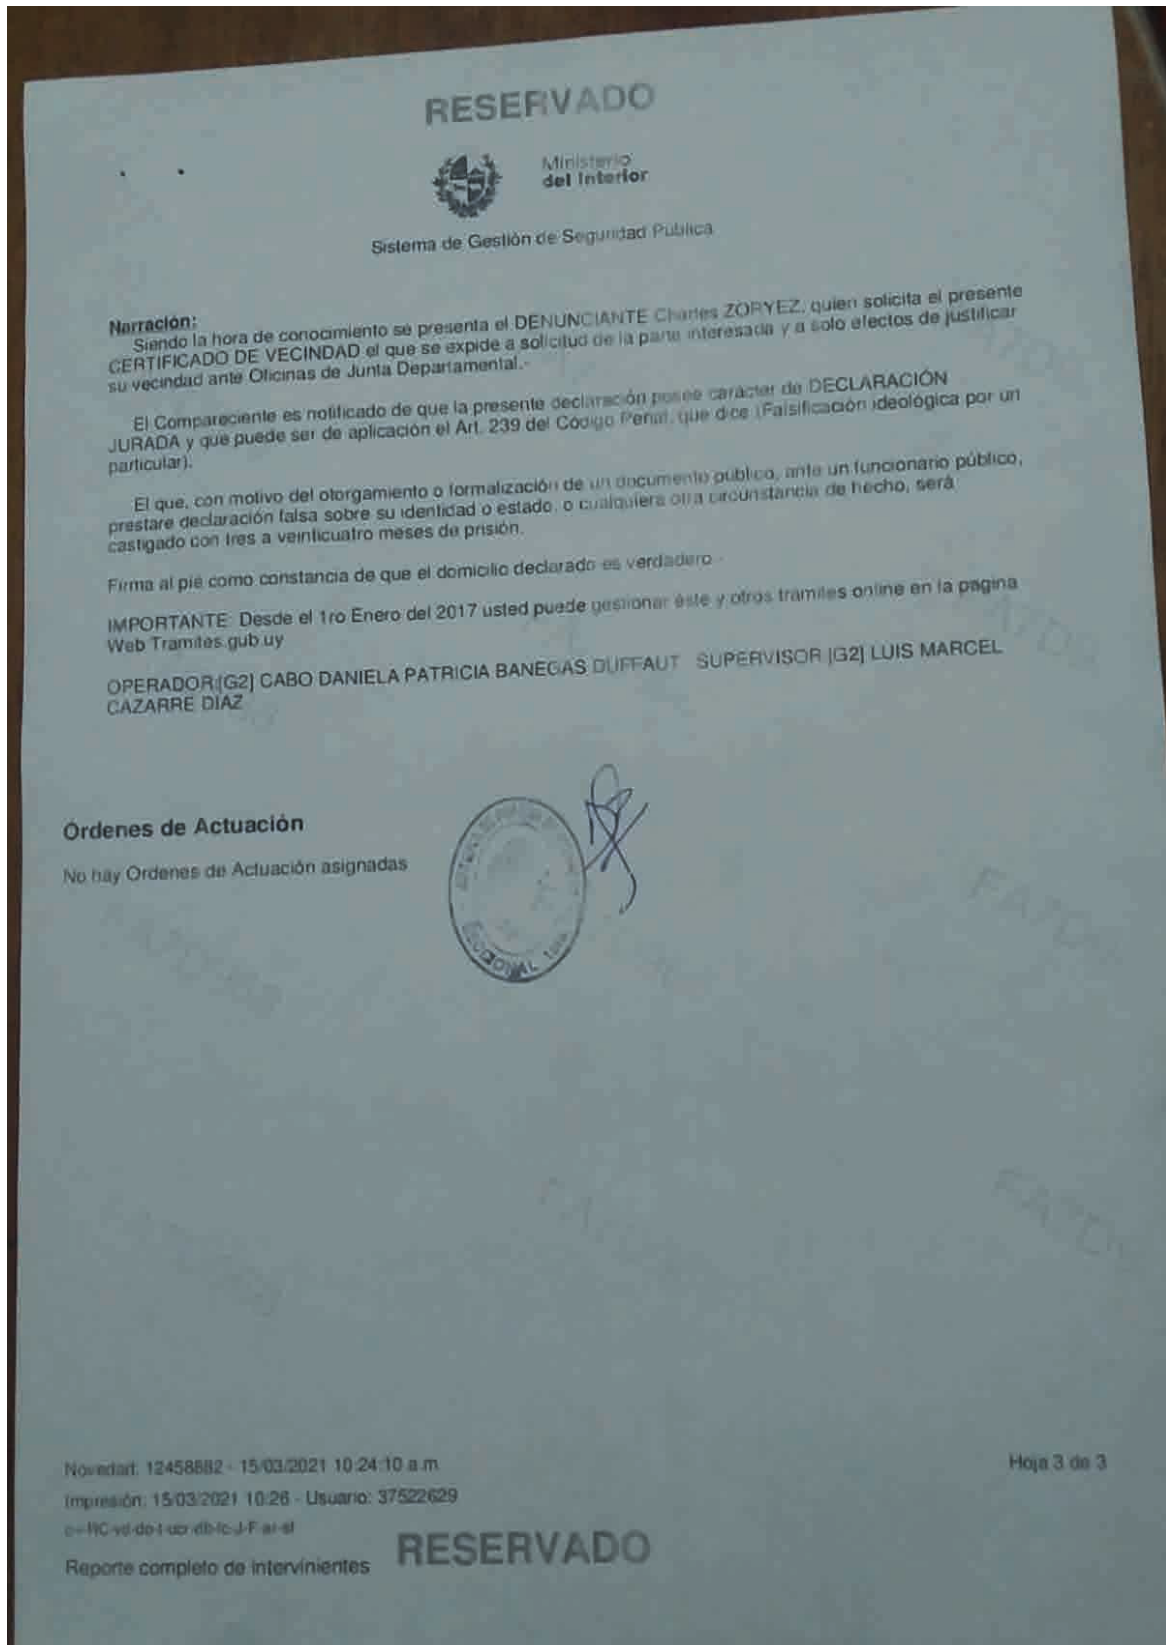 RESERVADO
Ministerio
del Interior
Sistema de Gestión de Seguridad Pública
Narración:
Siendo la hora de conocimiento se presenta el DENUNCIANTE Charles ZORYEZ, quien solicita el presente
CERTIFICADO DE VECINDAD el que se expide a solicitud de la parte interesada y a solo efectos de justificar
su vecindad ante Oficinas de Junta Departamental.-
El Compareciente es notificado de que la presente declaración posee carácter de DECLARACIÓN
JURADA y que puede ser de aplicación el Art. 239 del Código Penal, que dice (Falsificación ideológica por un
particular).
El que, con motivo del otorgamiento o formalización de un documento público, ante un funcionario público,
prestare declaración falsa sobre su identidad o estado, o cualquiera otra circunstancia de hecho, será
castigado con tres a veinticuatro meses de prisión.
Firma al pie como constancia de que el domicilio declarado es verdadero.-
IMPORTANTE: Desde el 1ro Enero del 2017 usted puede gestionar éste y otros tramites online en la pagina
Web Tramites.gub.uy
OPERADOR:[G2] CABO DANIELA PATRICIA BANEGAS DUFFAUT SUPERVISOR [G2] LUIS MARCEL
CAZARRE DIAZ
Órdenes de Actuación
No hay Ordenes de Actuación asignadas
SECCIONAL
Novedad: 12458882 - 15/03/2021 10:24:10 a.m.
Hoja 3 de 3
Impresión: 15/03/2021 10:26 - Usuario: 37522629
Reporte completo de intervinientes
RESERVADO